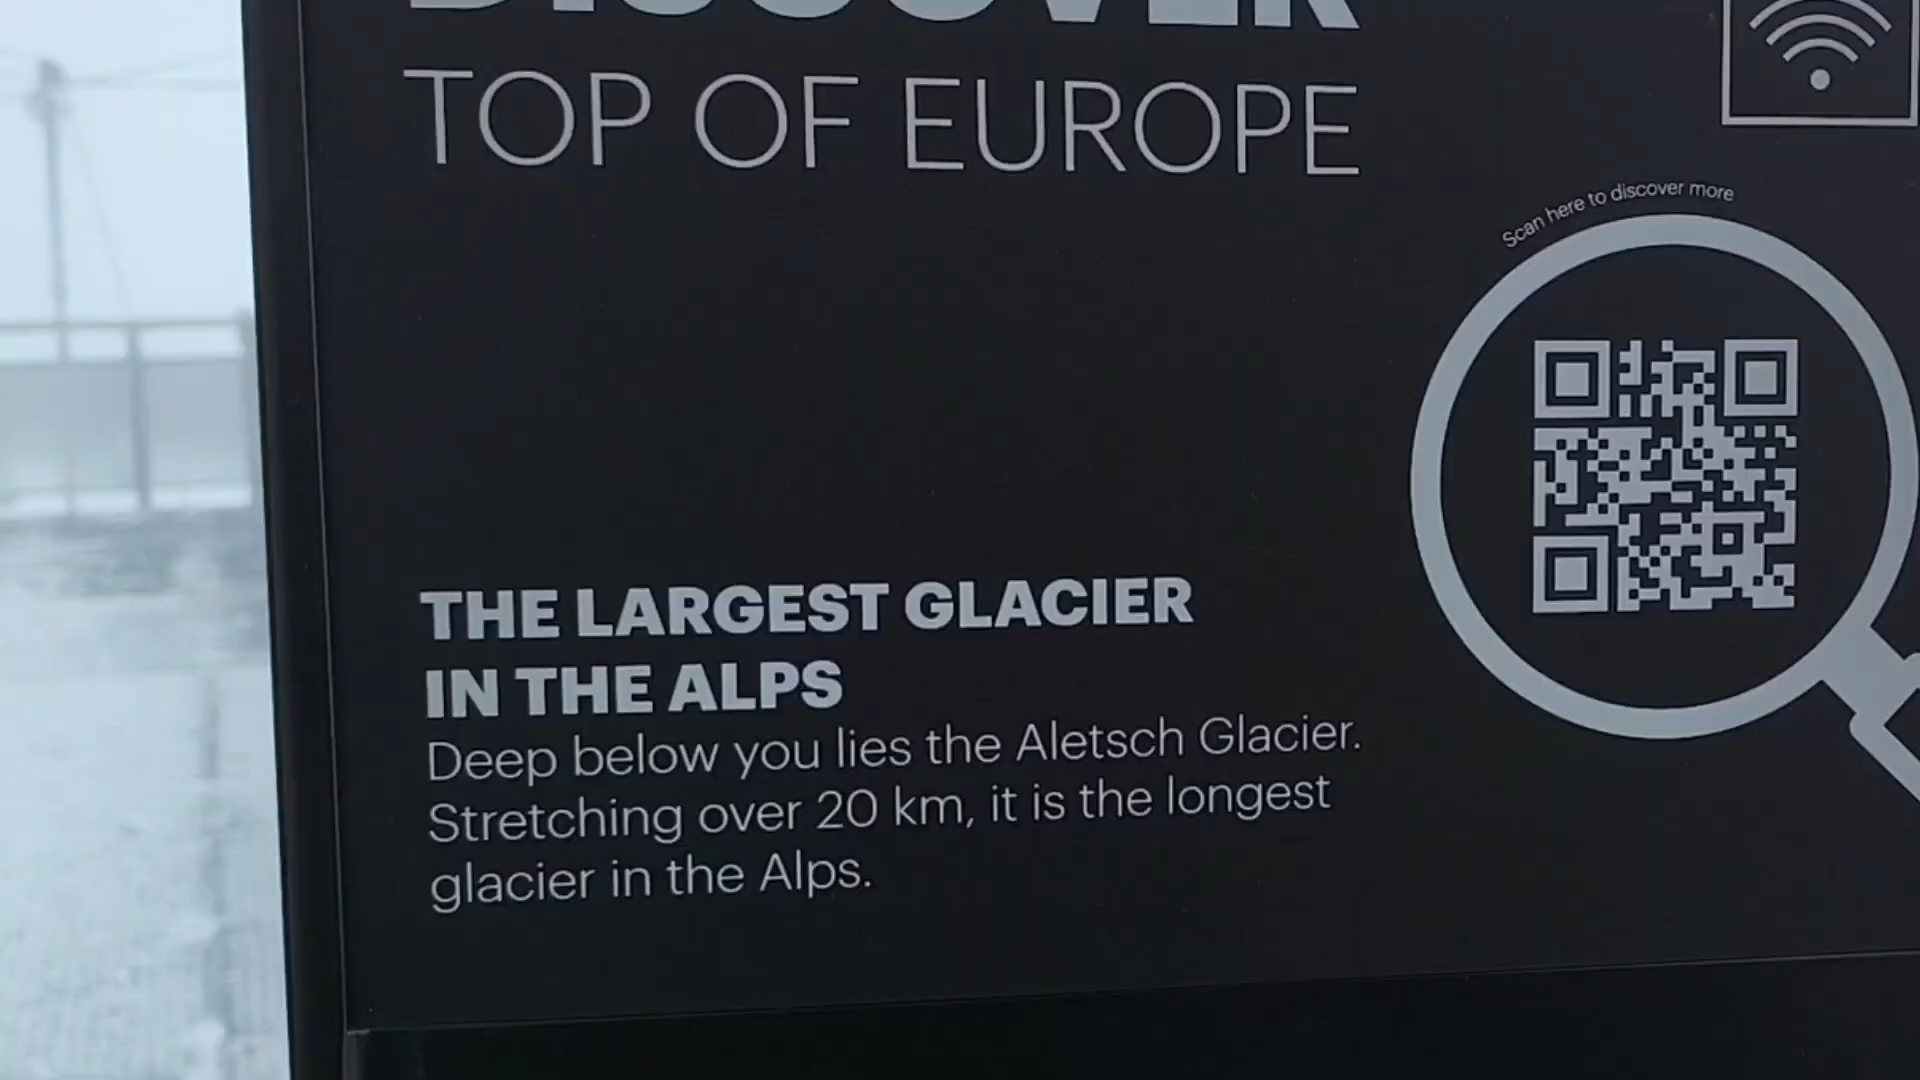 DISCOVER
TOP OF EUROPE
Scan here to discover more
THE LARGEST GLACIER
IN THE ALPS
Deep below you lies the Aletsch Glacier.
Stretching over 20 km, it is the longest
glacier in the Alps.